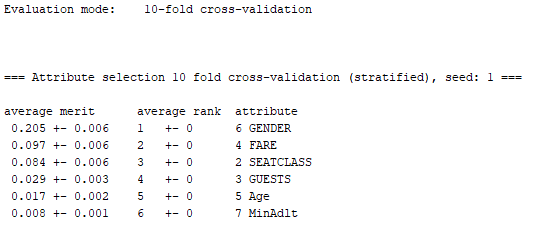 Evaluation mode:    10-fold cross-validation
=== Attribute selection 10 fold cross-validation (stratified), seed: 1 ===
average merit      average rank  attribute
0.205 +- 0.006    1   +- 0      6 GENDER
0.097 +- 0.006    2   +- 0      4 FARE
0.084 +- 0.006    3   +- 0      2 SEATCLASS
0.029 +- 0.003    4   +- 0      3 GUESTS
0.017 +- 0.002    5   +- 0      5 Age
0.008 +- 0.001    6   +- 0      7 MinAdlt